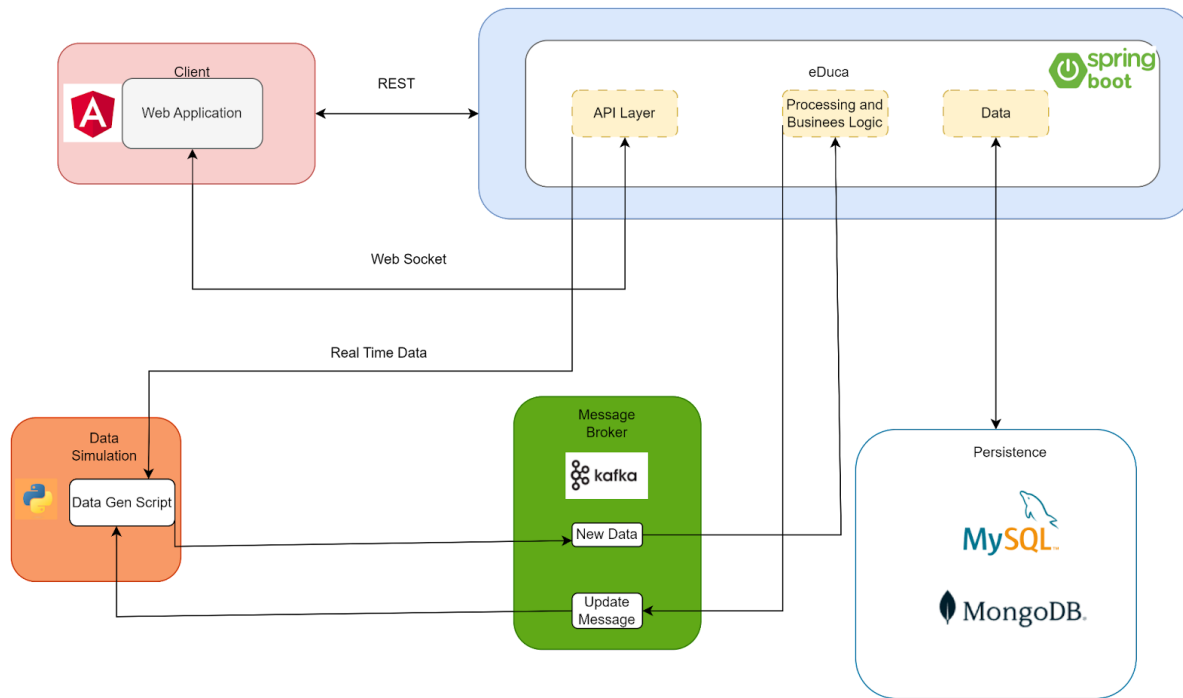 Client
Web Application
REST
eDuca
spring
boot
API Layer
Processing and
Businees Logic
Data
Web Socket
Real Time Data
Data
Simulation
Data Gen Script
Message
Broker
kafka
New Data
Update
Message
Persistence
MySQL™
MongoDB®